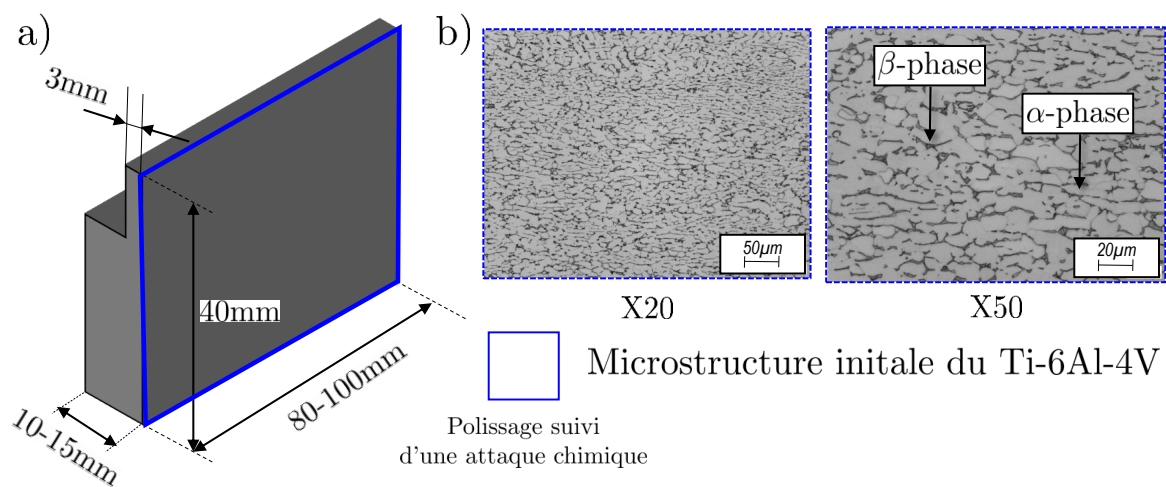 a)
3mm
40mm
80-100mm
10-15mm
b)
β-phase
α-phase
50µm
20µm
X20
X50
Microstructure initale du Ti-6Al-4V
Polissage suivi
d'une attaque chimique